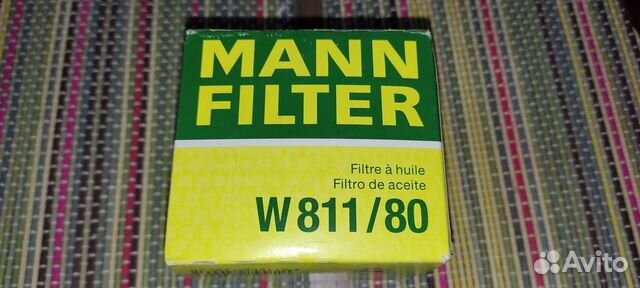 MANN
FILTER
Filtre à huile
Filtro de aceite
W 811/80
Avito